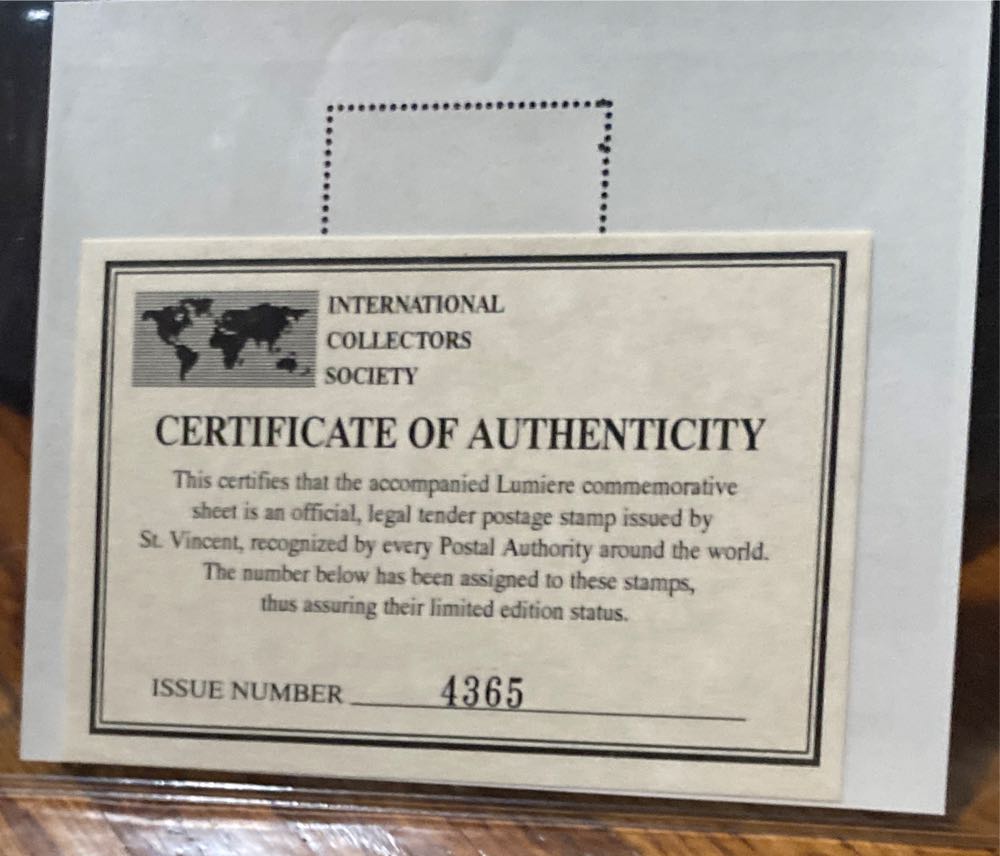 INTERNATIONAL
COLLECTORS
SOCIETY
CERTIFICATE OF AUTHENTICITY
This certifies that the accompanied Lumiere commemorative
sheet is an official, legal tender postage stamp issued by
St. Vincent, recognized by every Postal Authority around the world.
The number below has been assigned to these stamps,
thus assuring their limited edition status.
ISSUE NUMBER 4365